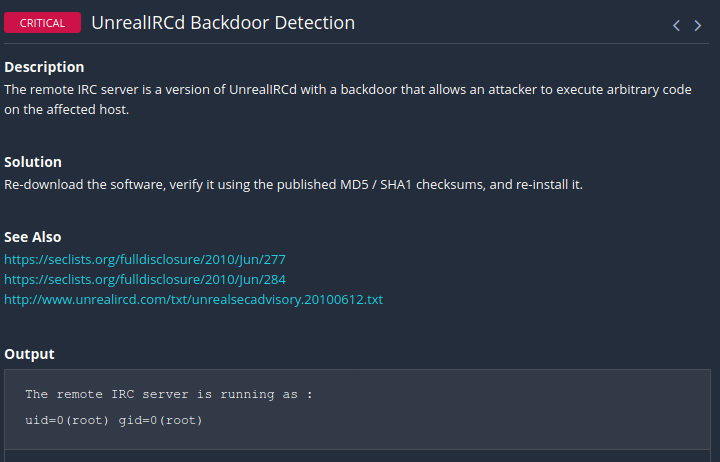 CRITICAL UnrealIRCd Backdoor Detection
Description
The remote IRC server is a version of UnrealIRCd with a backdoor that allows an attacker to execute arbitrary code
on the affected host.
Solution
Re-download the software, verify it using the published MD5 / SHA1 checksums, and re-install it.
See Also
https://seclists.org/fulldisclosure/2010/Jun/277
https://seclists.org/fulldisclosure/2010/Jun/284
http://www.unrealircd.com/txt/unrealsecadvisory.20100612.txt
Output
The remote IRC server is running as :
uid=0(root) gid=0(root)